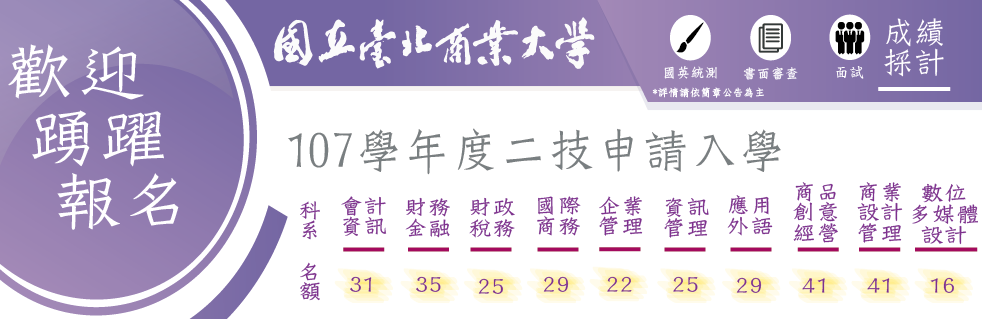 歡迎
踴躍
報名
國立臺北商業大學
國英統測
書面審查
面試
成績
採計
*詳情請依簡章公告為主
107學年度二技申請入學
科系
會計資訊
財務金融
財政稅務
國際商務
企業管理
資訊管理
應用外語
商品創意經營
商業設計管理
數位多媒體設計
名額
31 35 25 29 22 25 29 41 41 16